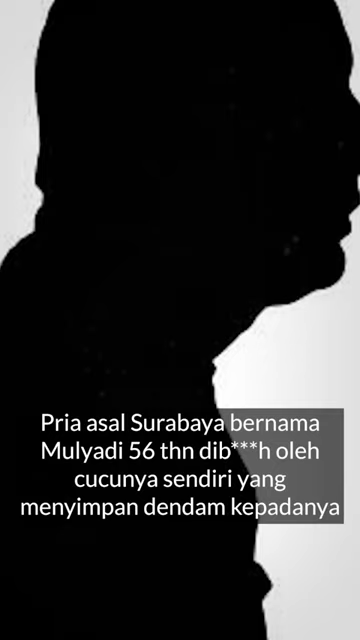 Pria asal Surabaya bernama
Mulyadi 56 thn dib***h oleh
cucunya sendiri yang
menyimpan dendam kepadanya